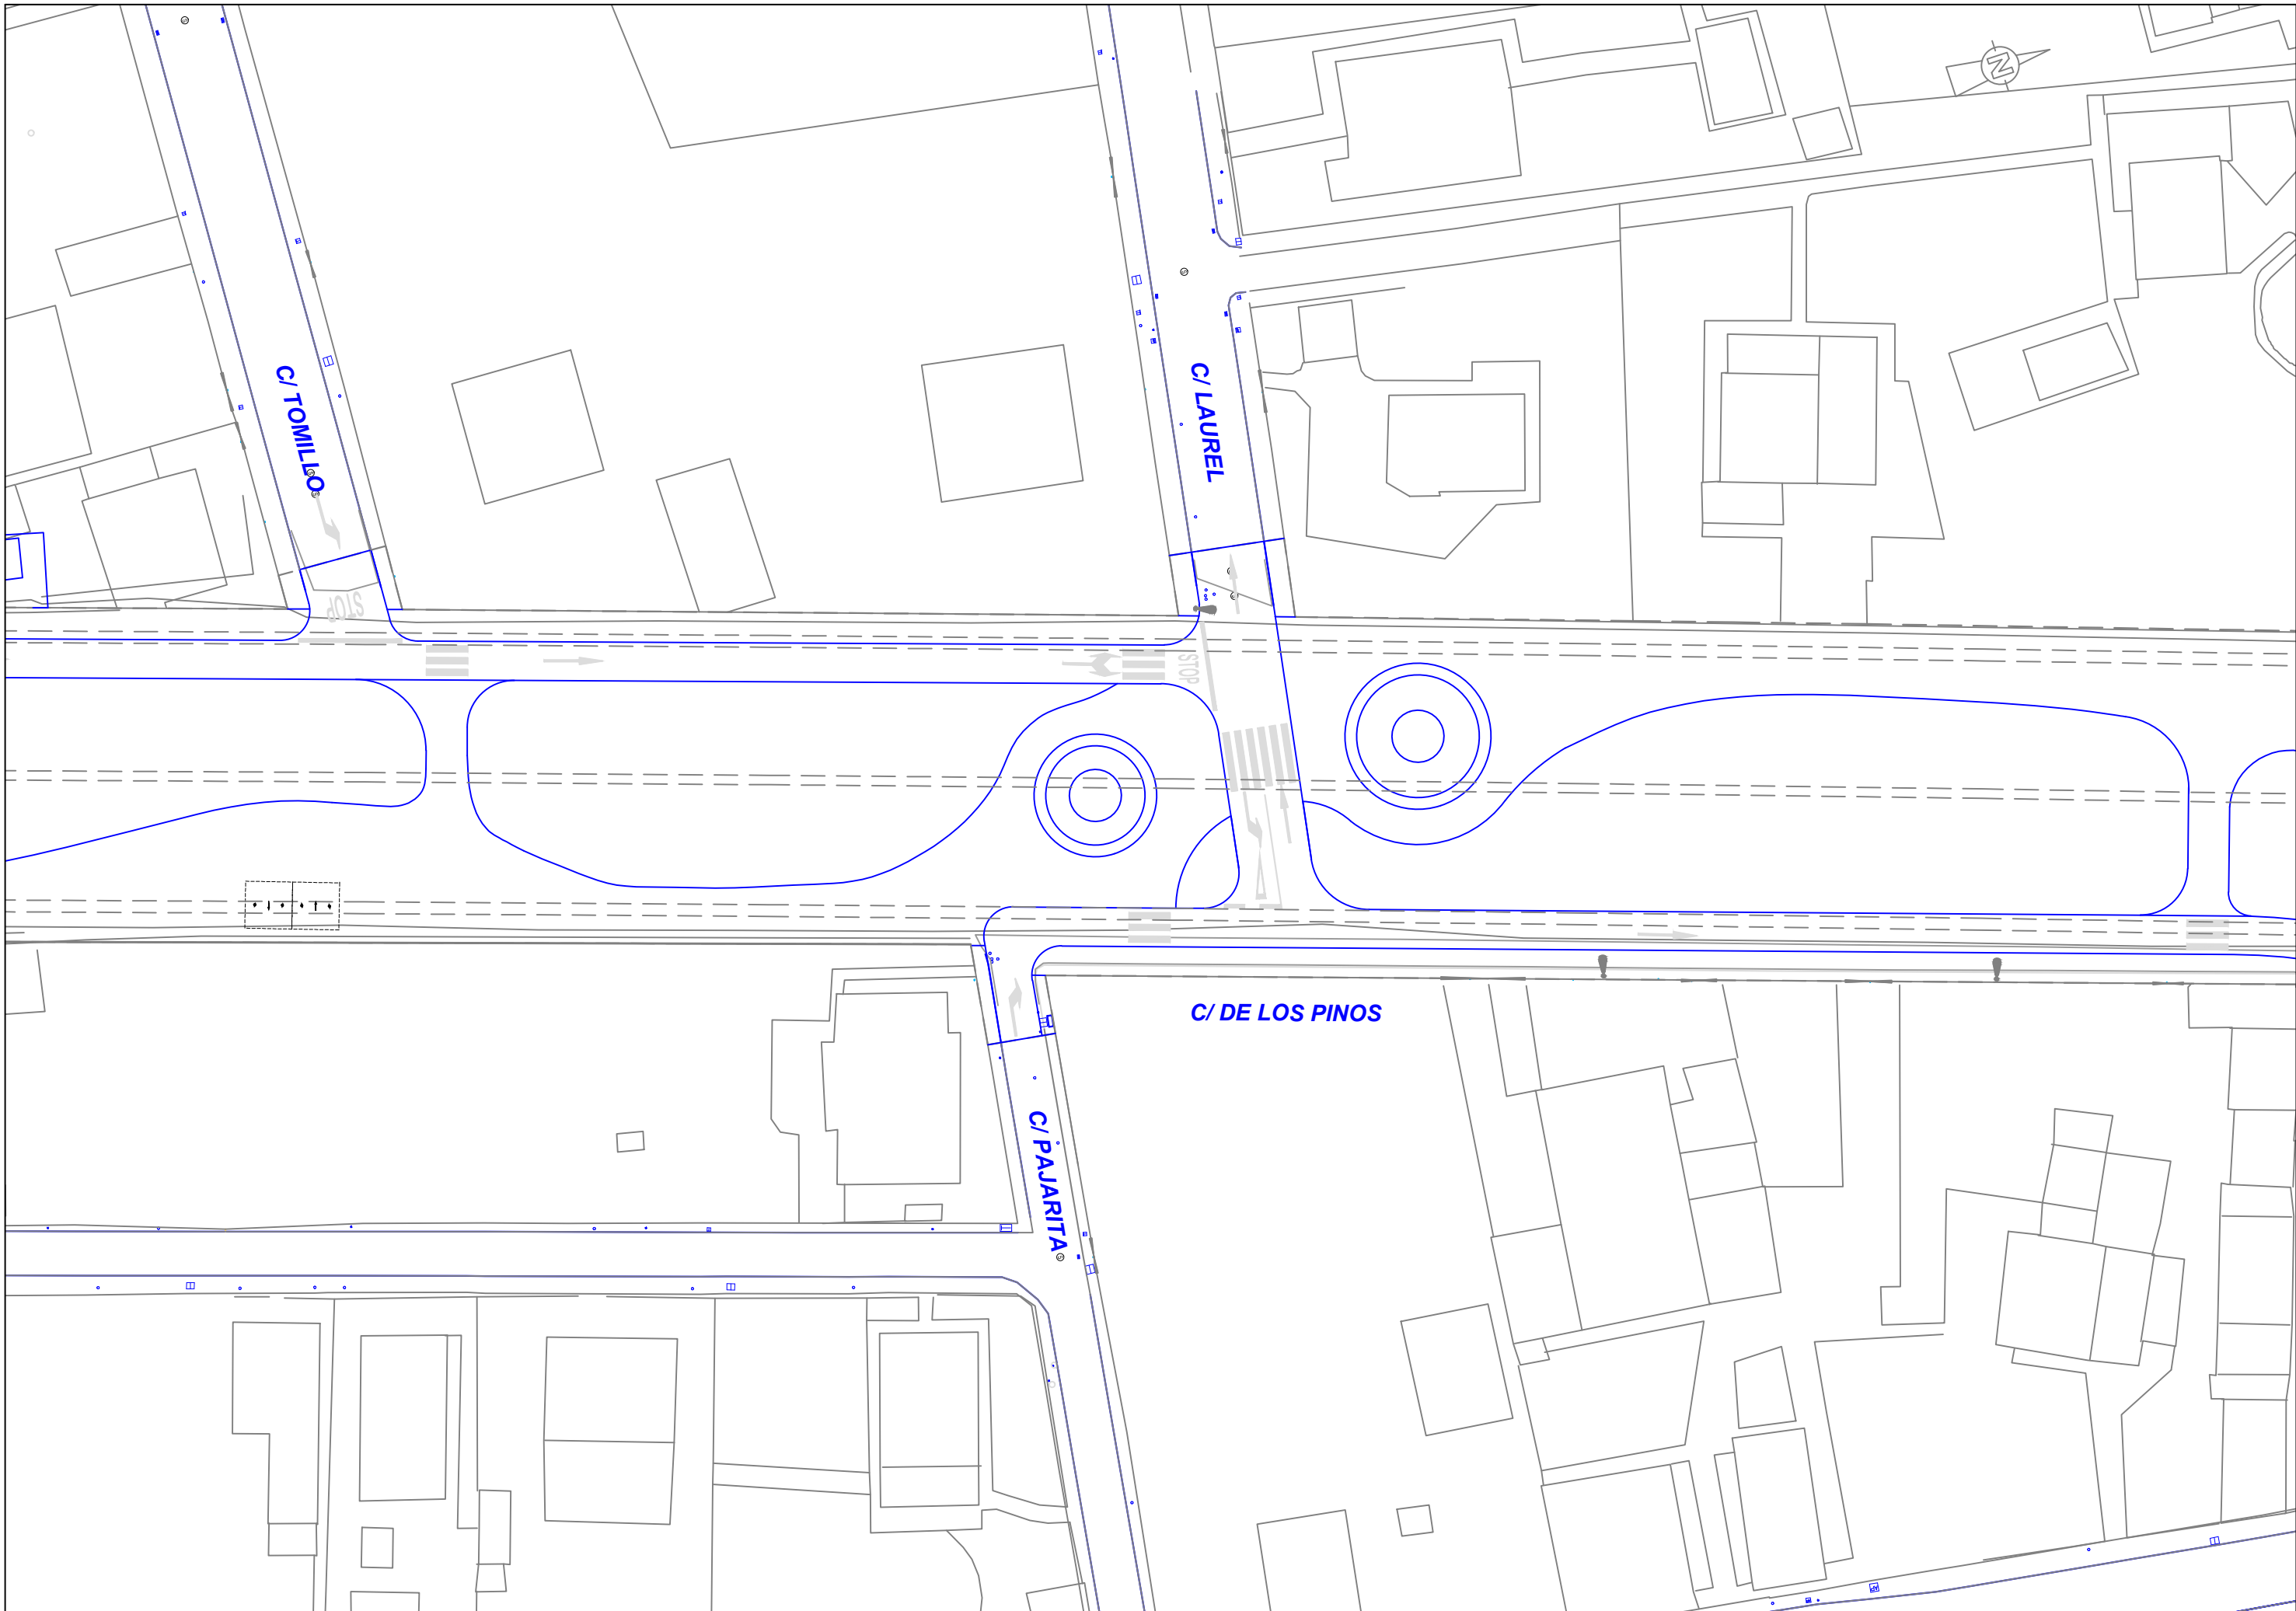 N
C/ TOMILLO
C/ LAUREL
STOP
STOP
C/ DE LOS PINOS
C/ PAJARITA